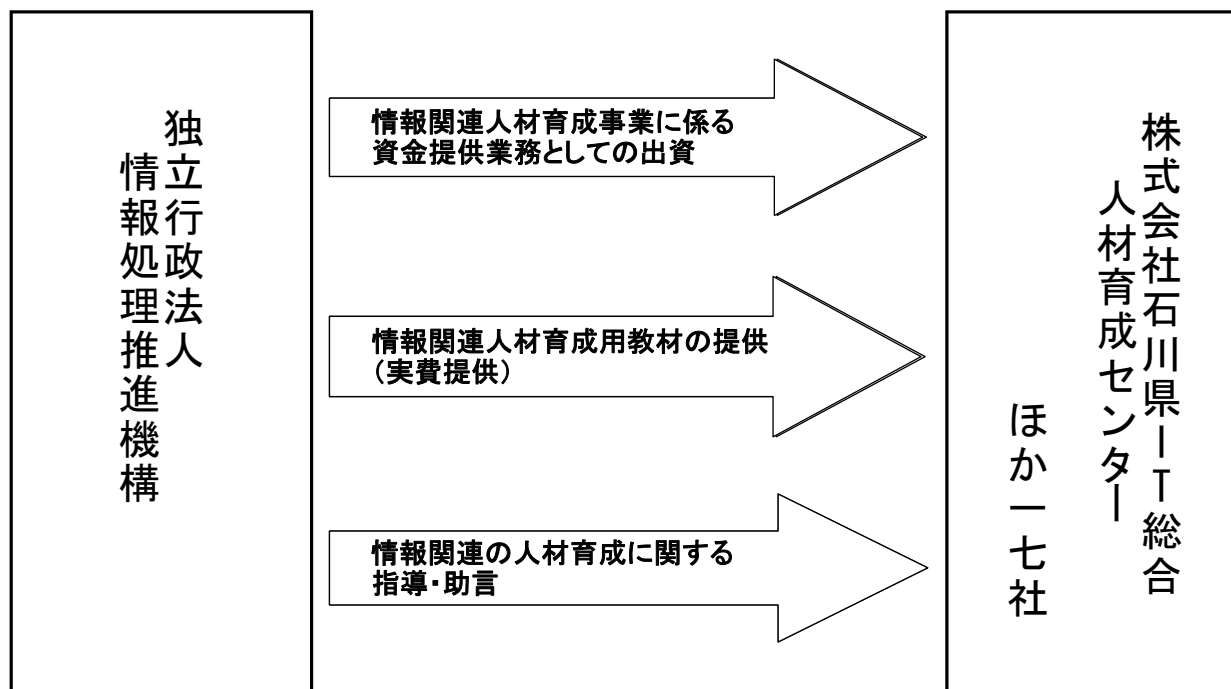 独立行政法人
情報処理推進機構
情報関連人材育成事業に係る
資金提供業務としての出資
情報関連人材育成用教材の提供
（実費提供）
情報関連の人材育成に関する
指導・助言
株式会社石川県ＩＴ総合
人材育成センター
ほか一七社